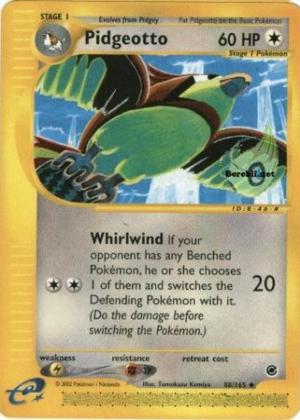 STAGE 1
Evolves from Pidgey
Put Pidgeotto on the Basic Pokémon
Pidgeotto
60 HP
Stage 1 Pokémon
Berebil.net
ID:B-46-#
Whirlwind If your
opponent has any Benched
Pokémon, he or she chooses
1 of them and switches the
Defending Pokémon with it.
(Do the damage before
switching the Pokémon.)
20
weakness
resistance
retreat cost
-30
©2002 Pokémon / Nintendo
Illus. Tomokazu Komiya
88/165
e